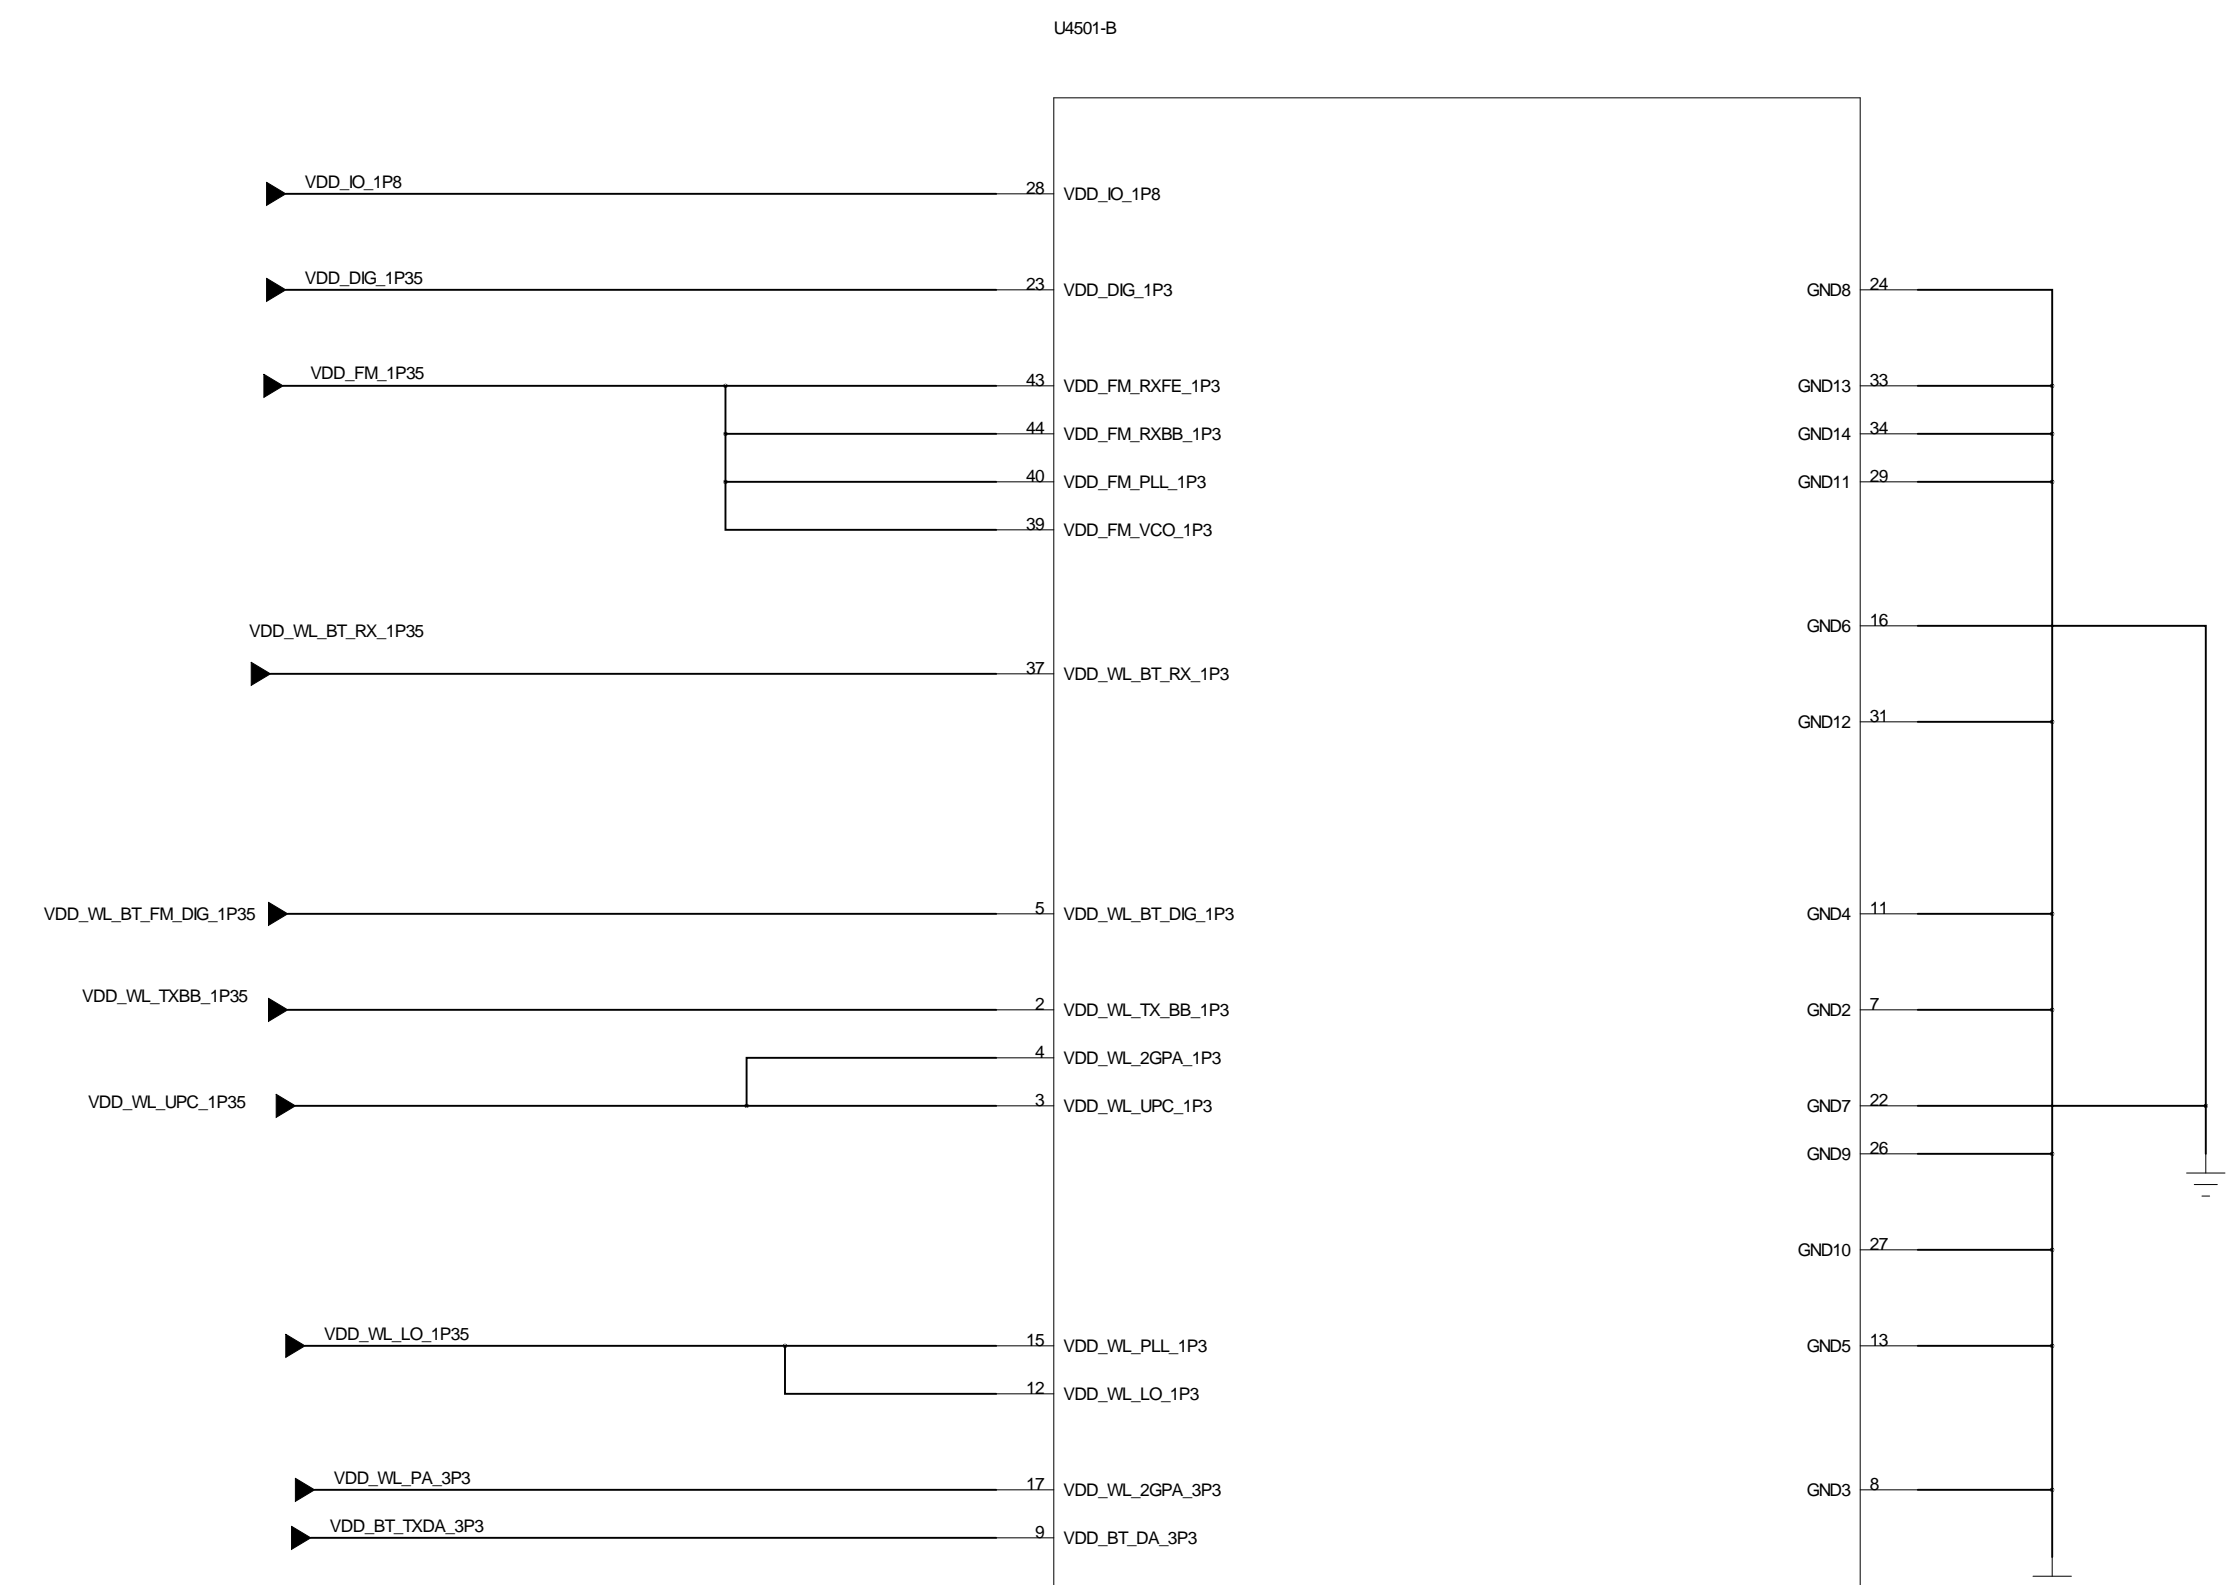 U4501-B
VDD_IO_1P8
28 VDD_IO_1P8
VDD_DIG_1P35
23 VDD_DIG_1P3
GND8 24
VDD_FM_1P35
43 VDD_FM_RXFE_1P3
GND13 33
44 VDD_FM_RXBB_1P3
GND14 34
40 VDD_FM_PLL_1P3
GND11 29
39 VDD_FM_VCO_1P3
GND6 16
VDD_WL_BT_RX_1P35
37 VDD_WL_BT_RX_1P3
GND12 31
VDD_WL_BT_FM_DIG_1P35
5 VDD_WL_BT_DIG_1P3
GND4 11
VDD_WL_TXBB_1P35
2 VDD_WL_TX_BB_1P3
GND2 7
4 VDD_WL_2GPA_1P3
VDD_WL_UPC_1P35
3 VDD_WL_UPC_1P3
GND7 22
GND9 26
GND10 27
VDD_WL_LO_1P35
15 VDD_WL_PLL_1P3
GND5 13
12 VDD_WL_LO_1P3
VDD_WL_PA_3P3
17 VDD_WL_2GPA_3P3
GND3 8
VDD_BT_TXDA_3P3
9 VDD_BT_DA_3P3